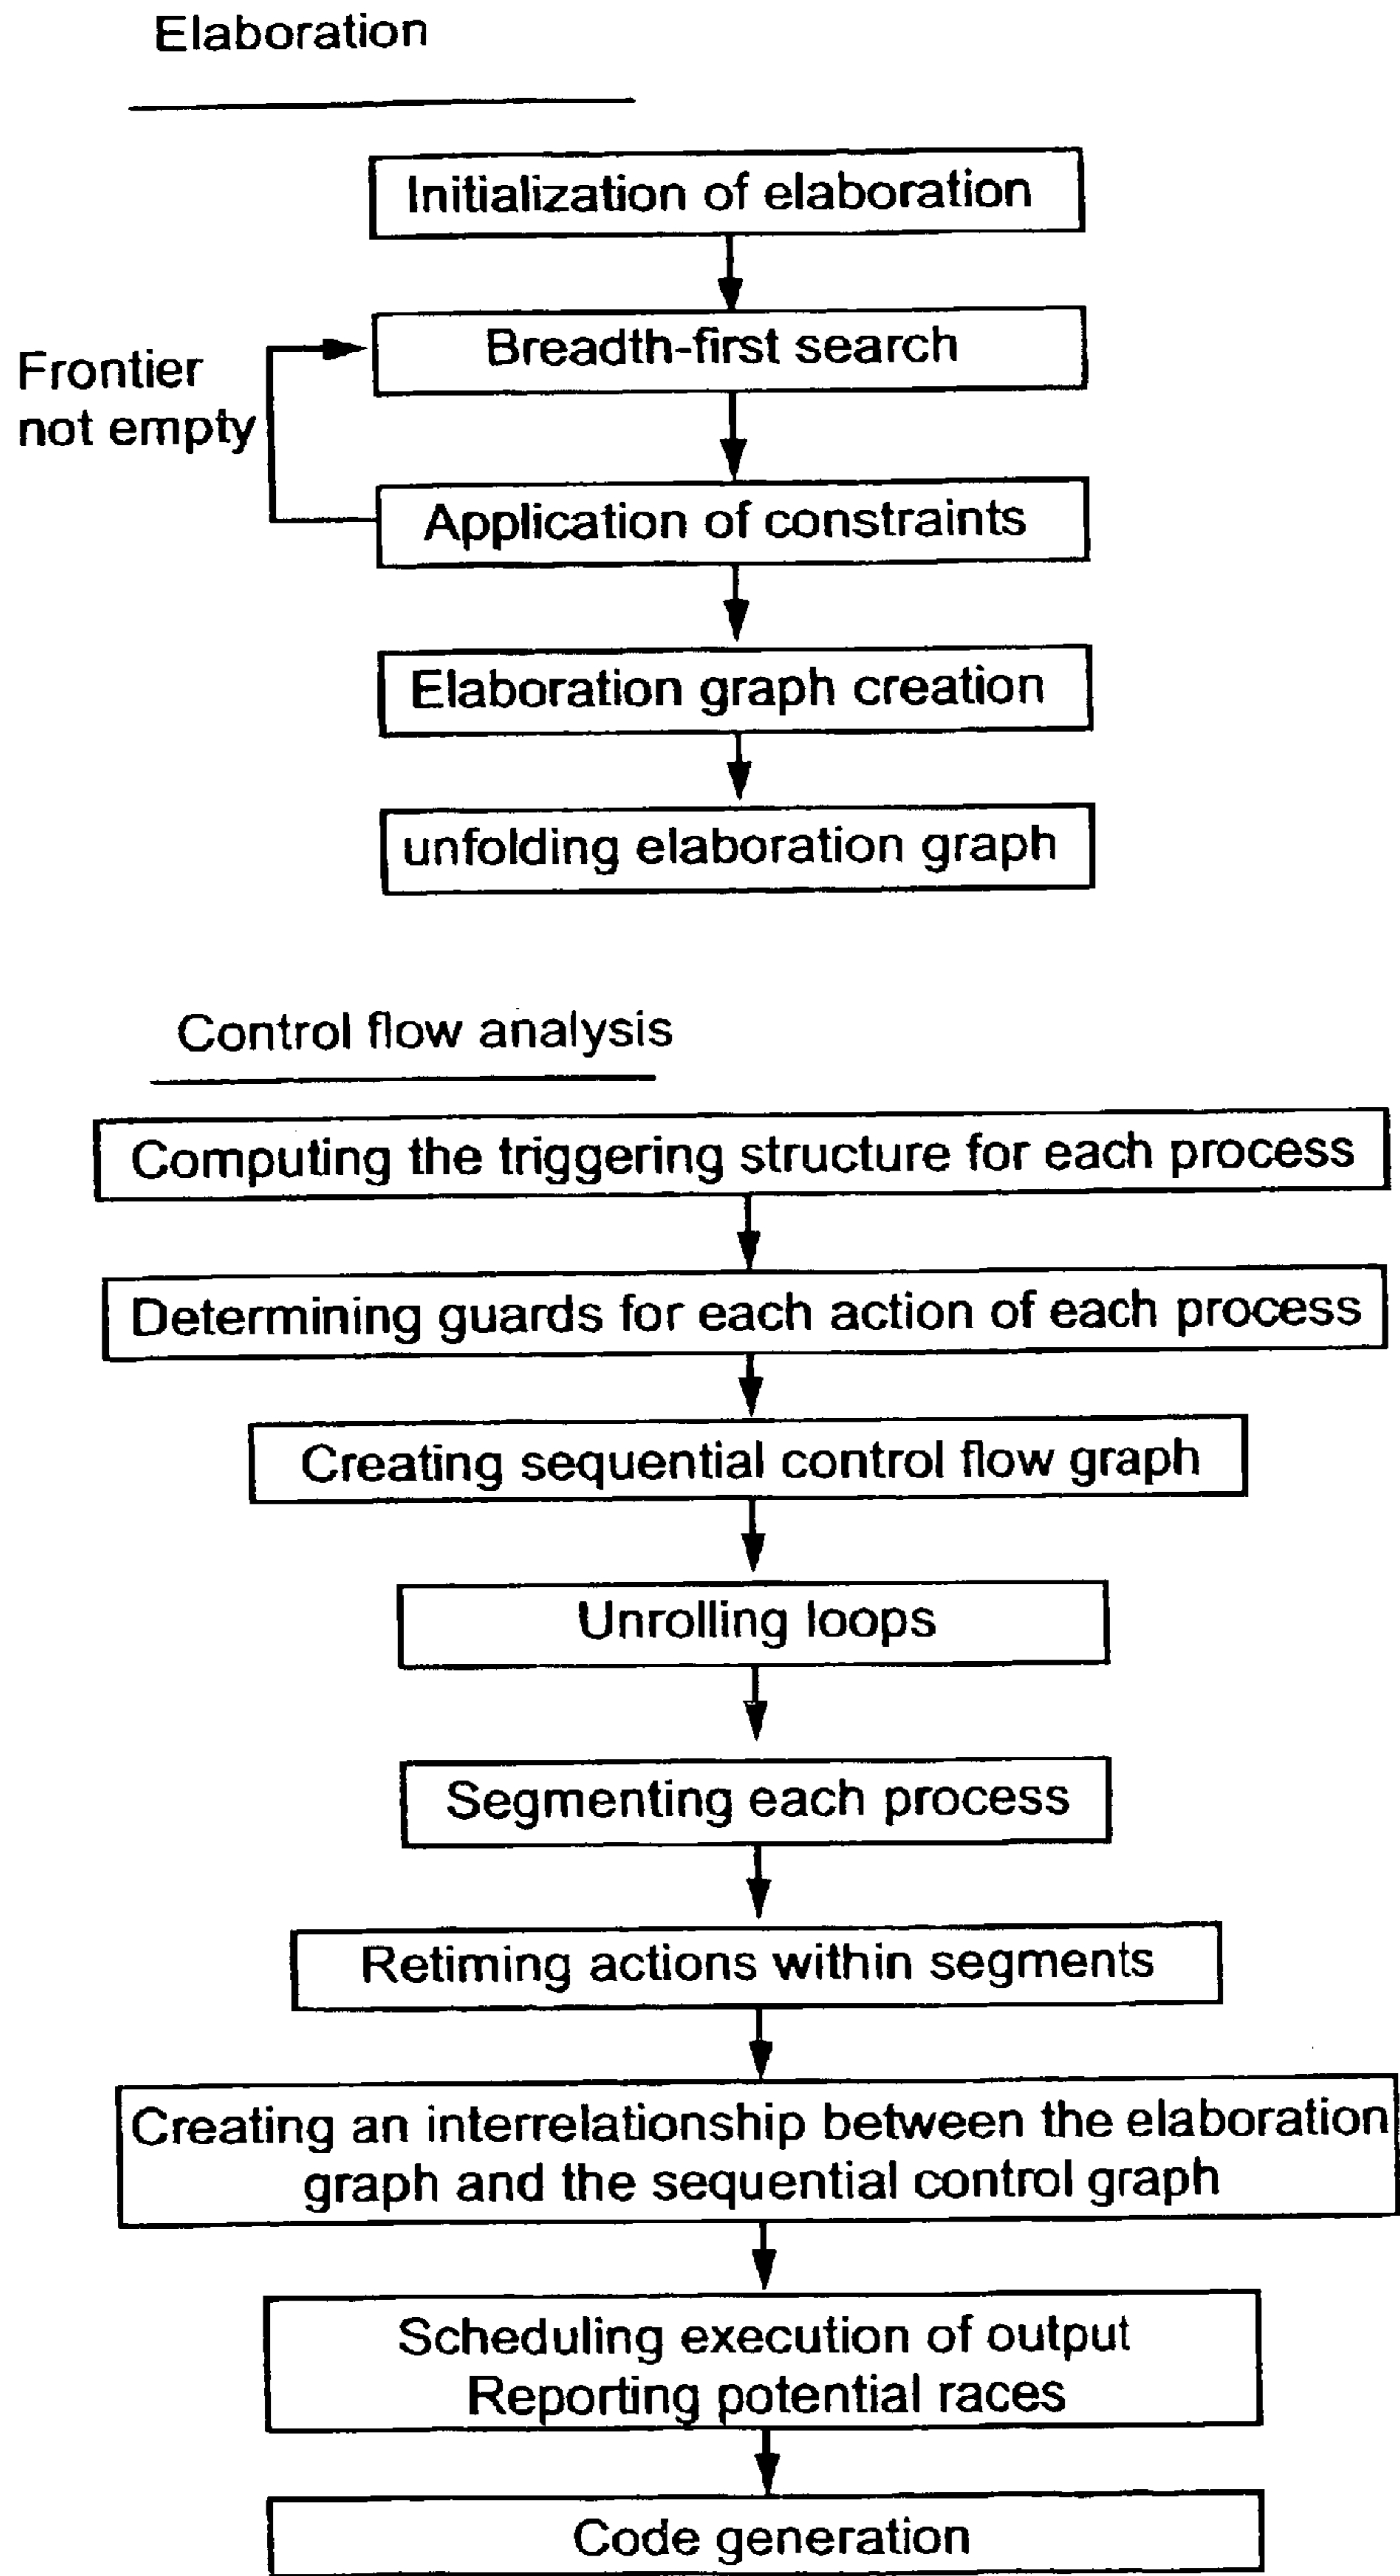 Elaboration
Initialization of elaboration
Breadth-first search
Frontier
not empty
Application of constraints
Elaboration graph creation
unfolding elaboration graph
Control flow analysis
Computing the triggering structure for each process
Determining guards for each action of each process
Creating sequential control flow graph
Unrolling loops
Segmenting each process
Retiming actions within segments
Creating an interrelationship between the elaboration
graph and the sequential control graph
Scheduling execution of output
Reporting potential races
Code generation